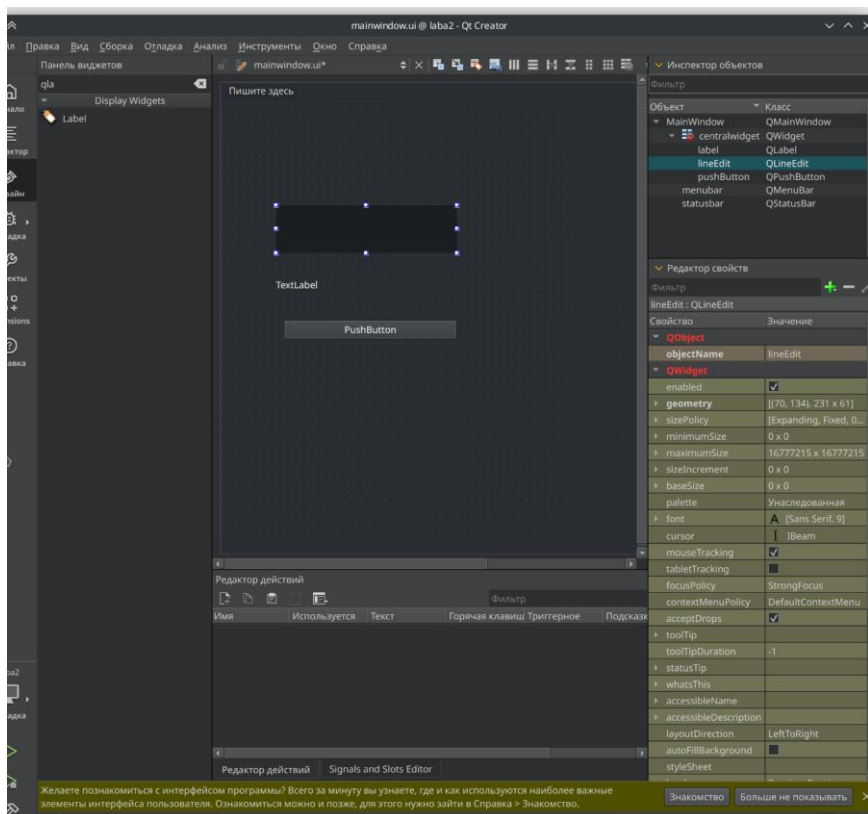 mainwindow.ui @ laba2 - Qt Creator
Правка Вид Сборка Отладка Анализ Инструменты Окно Справка
Панель виджетов
mainwindow.ui*
Инспектор объектов
qla
Display Widgets
Label
Пишите здесь
TextLabel
PushButton
Фильтр
Объект Класс
MainWindow QMainWindow
centralwidget QWidget
label QLabel
lineEdit QLineEdit
pushButton QPushButton
menubar QMenuBar
statusbar QStatusBar
Редактор свойств
Фильтр
lineEdit : QLineEdit
Свойство Значение
QObject
objectName lineEdit
QWidget
enabled
geometry [(70, 134), 231 x 61]
sizePolicy [Expanding, Fixed, 0...
minimumSize 0 x 0
maximumSize 16777215 x 16777215
sizeIncrement 0 x 0
baseSize 0 x 0
palette Унаследованная
font A [Sans Serif, 9]
cursor IBeam
mouseTracking
tabletTracking
focusPolicy StrongFocus
contextMenuPolicy DefaultContextMenu
acceptDrops
toolTip
toolTipDuration -1
statusTip
whatsThis
accessibleName
accessibleDescription
layoutDirection LeftToRight
autoFillBackground
styleSheet
Редактор действий
Фильтр
Имя Используется Текст Горячая клавиш Триггерное Подсказк
Редактор действий Signals and Slots Editor
Желаете познакомиться с интерфейсом программы? Всего за минуту вы узнаете, где и как используются наиболее важные
элементы интерфейса пользователя. Ознакомиться можно и позже, для этого нужно зайти в Справка > Знакомство.
Знакомство Больше не показывать